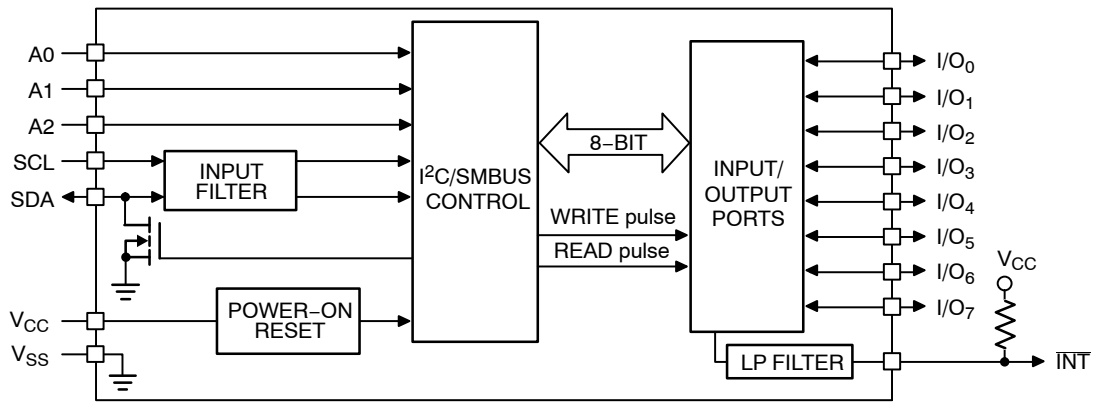 A0
A1
A2
SCL
SDA
VCC
VSS
INPUT
FILTER
POWER−ON
RESET
I2C/SMBUS
CONTROL
8−BIT
WRITE pulse
READ pulse
INPUT/
OUTPUT
PORTS
LP FILTER
I/O0
I/O1
I/O2
I/O3
I/O4
I/O5
I/O6
I/O7
VCC
INT